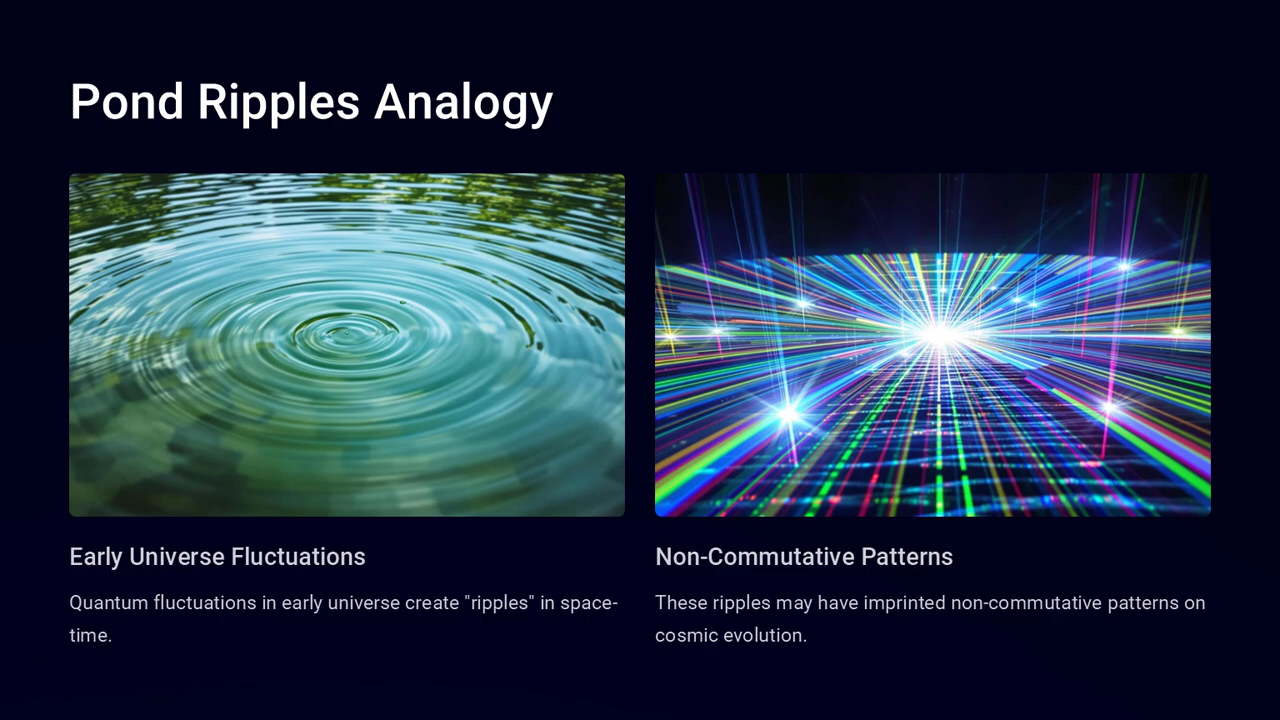 Pond Ripples Analogy
Early Universe Fluctuations
Quantum fluctuations in early universe create "ripples" in space-
time.
Non-Commutative Patterns
These ripples may have imprinted non-commutative patterns on
cosmic evolution.